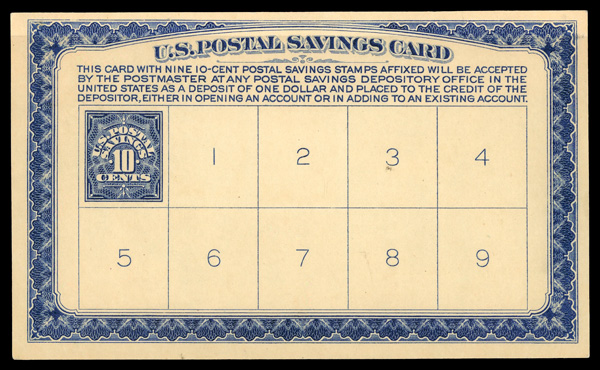 U.S. POSTAL SAVINGS CARD
THIS CARD WITH NINE 10-CENT POSTAL SAVINGS STAMPS AFFIXED WILL BE ACCEPTED
BY THE POSTMASTER AT ANY POSTAL SAVINGS DEPOSITORY OFFICE IN THE
UNITED STATES AS A DEPOSIT OF ONE DOLLAR AND PLACED TO THE CREDIT OF THE
DEPOSITOR, EITHER IN OPENING AN ACCOUNT OR IN ADDING TO AN EXISTING ACCOUNT.
U.S. POSTAL
SAVINGS
10
CENTS
1 2 3 4
5 6 7 8 9